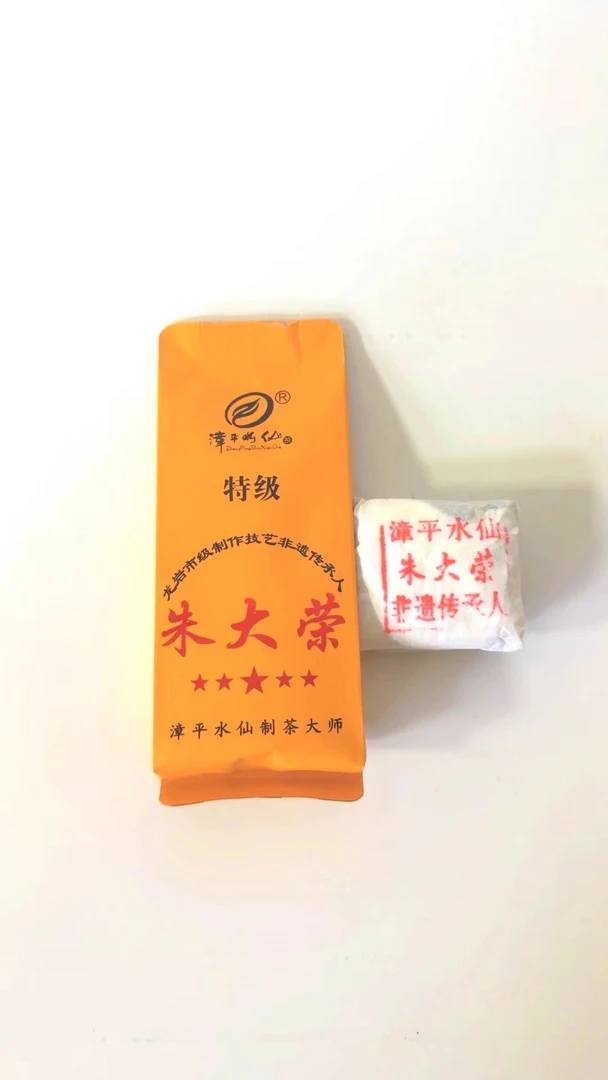 ®
漳平水仙茶
ZhangPingShuiXianCha
特级
龙岩市级制作技艺非遗传承人
朱大荣
★★★★★
漳平水仙制茶大师
漳平水仙
朱大荣
非遗传承人